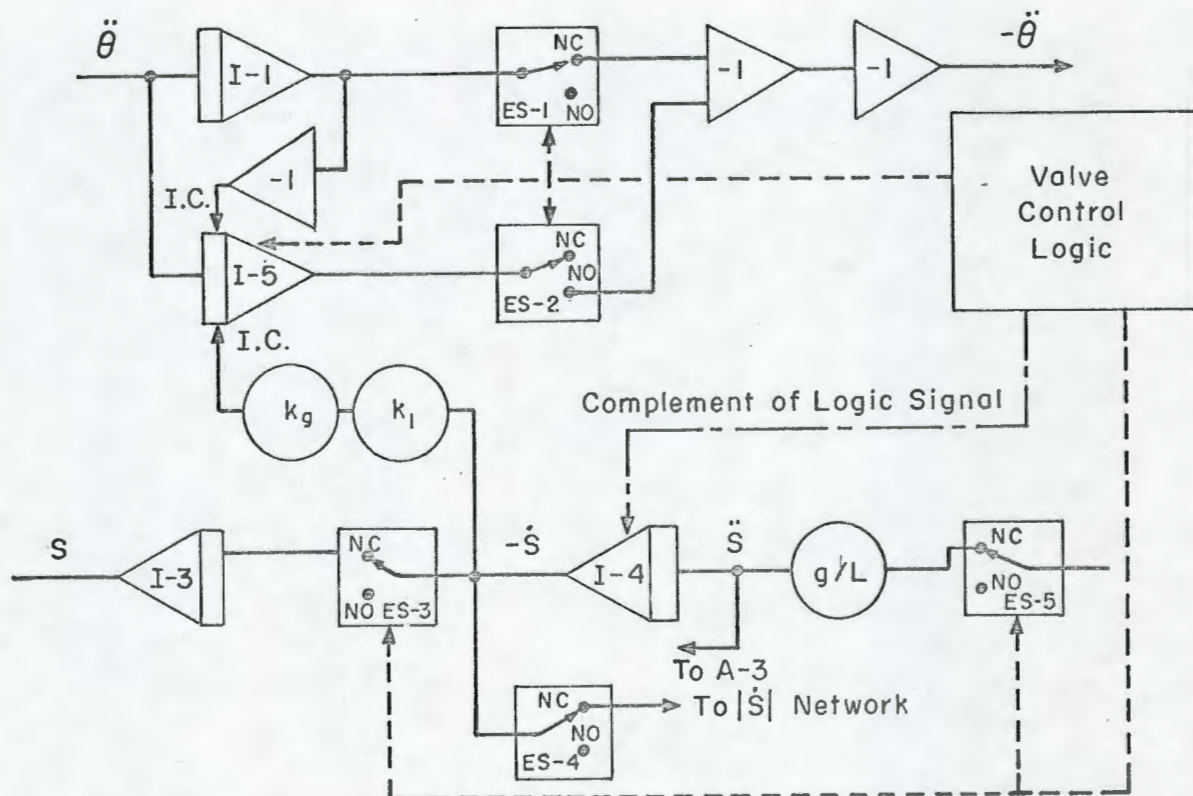 θ̈
I-1
NC
NO
ES-1
-1
-1
-θ̈
-1
I.C.
I-5
NC
NO
ES-2
Valve
Control
Logic
I.C.
kg
k1
Complement of Logic Signal
S
I-3
NC
NO
ES-3
-Ṡ
I-4
S̈
g/L
NC
NO
ES-5
To A-3
NC
NO
ES-4
To |Ṡ| Network